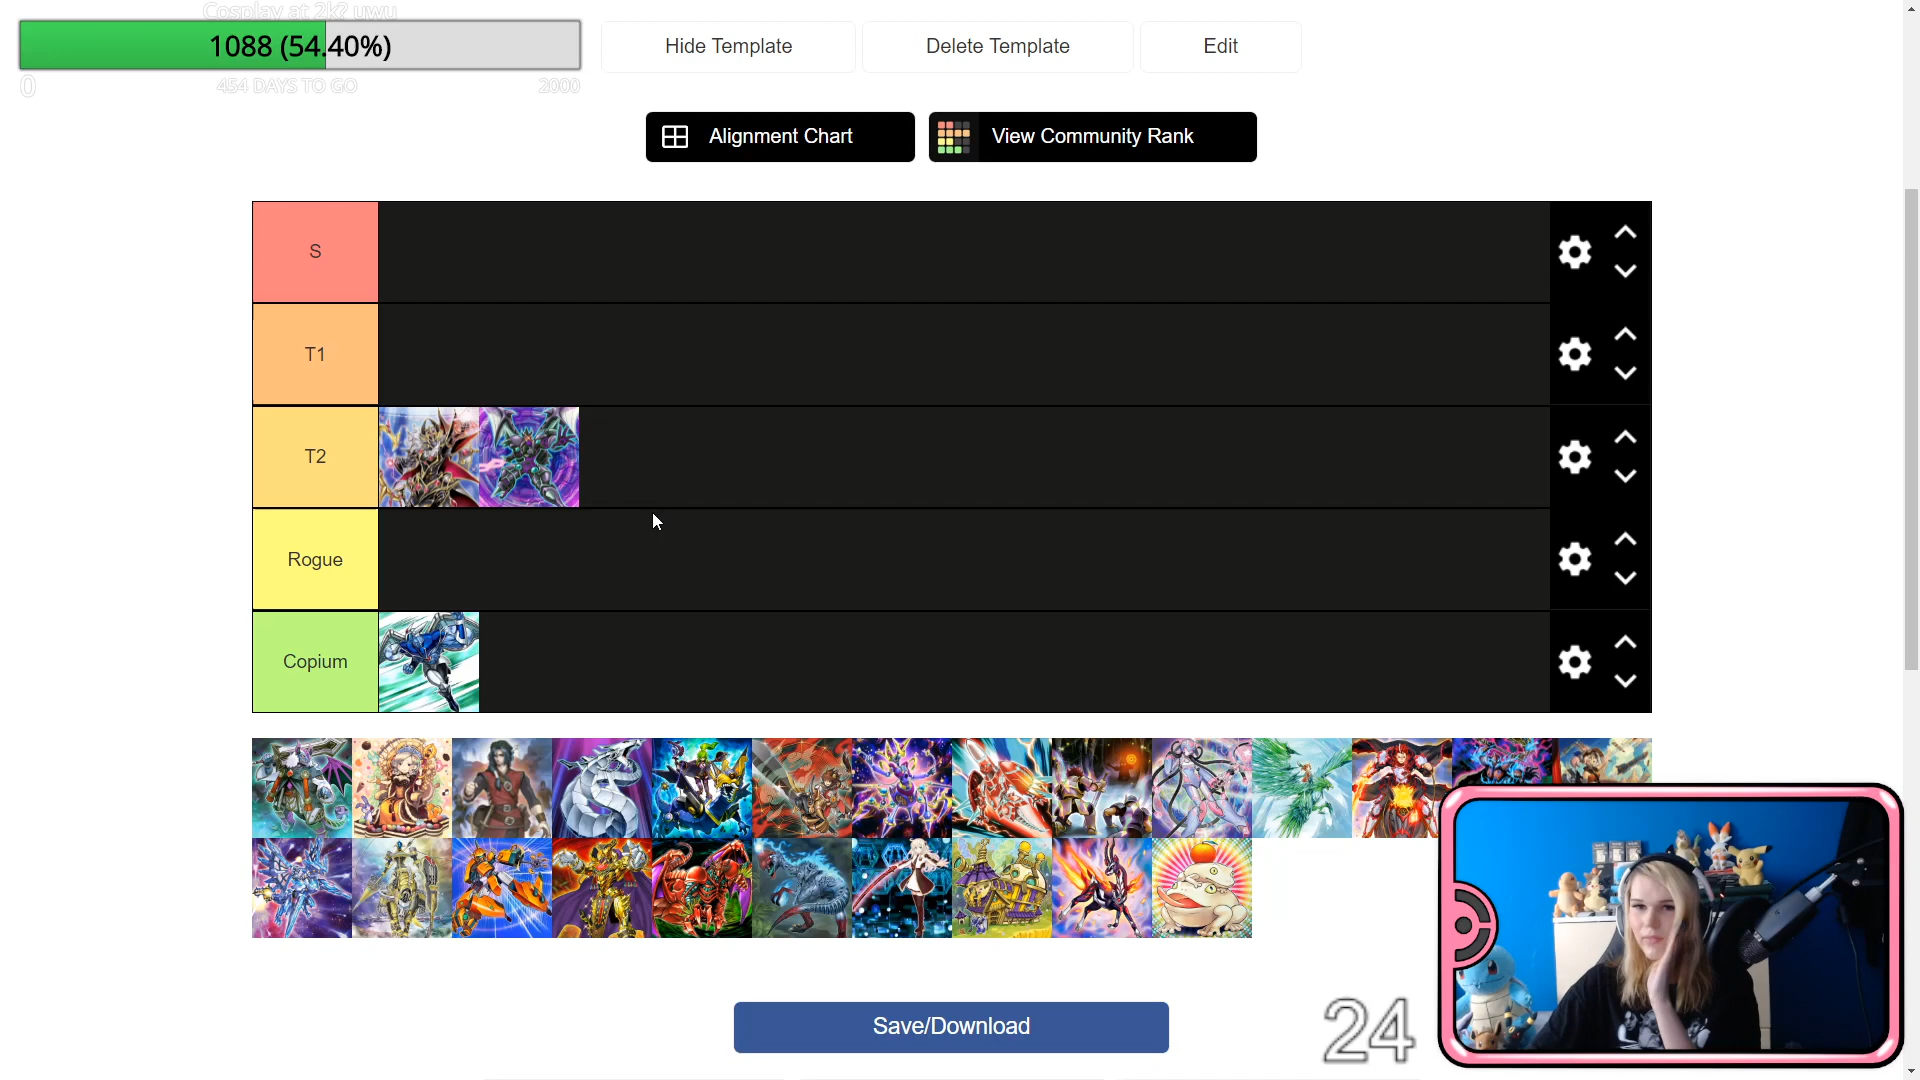 Cosplay at 2k? uwu
1088 (54.40%)
0 454 DAYS TO GO 2000
Hide Template Delete Template Edit
Alignment Chart View Community Rank
S
T1
T2
Rogue
Copium
Save/Download
24